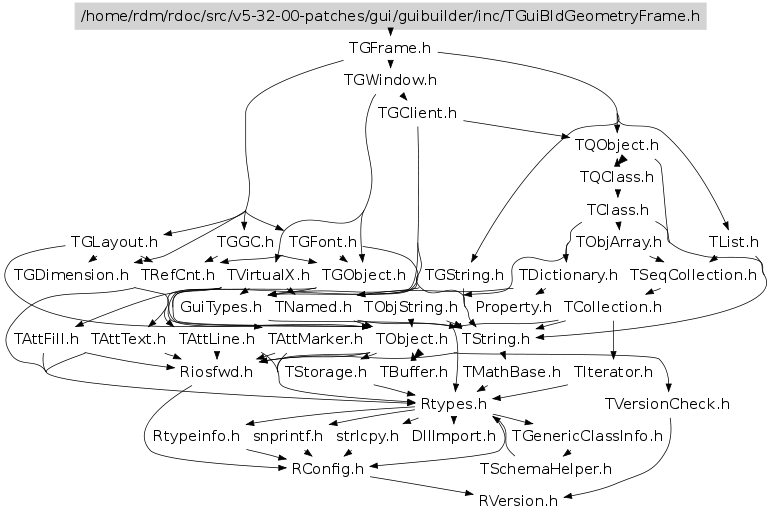 /home/rdm/rdoc/src/v5-32-00-patches/gui/guibuilder/inc/TGuiBldGeometryFrame.h
TGFrame.h
TGWindow.h
TGClient.h
TQObject.h
TQClass.h
TClass.h
TGLayout.h TGGC.h TGFont.h TObjArray.h TList.h
TGDimension.h TRefCnt.h TVirtualX.h TGObject.h TGString.h TDictionary.h TSeqCollection.h
GuiTypes.h TNamed.h TObjString.h Property.h TCollection.h
TAttFill.h TAttText.h TAttLine.h TAttMarker.h TObject.h TString.h
Riosfwd.h TStorage.h TBuffer.h TMathBase.h TIterator.h
Rtypes.h TVersionCheck.h
Rtypeinfo.h snprintf.h strlcpy.h DllImport.h TGenericClassInfo.h
RConfig.h TSchemaHelper.h
RVersion.h